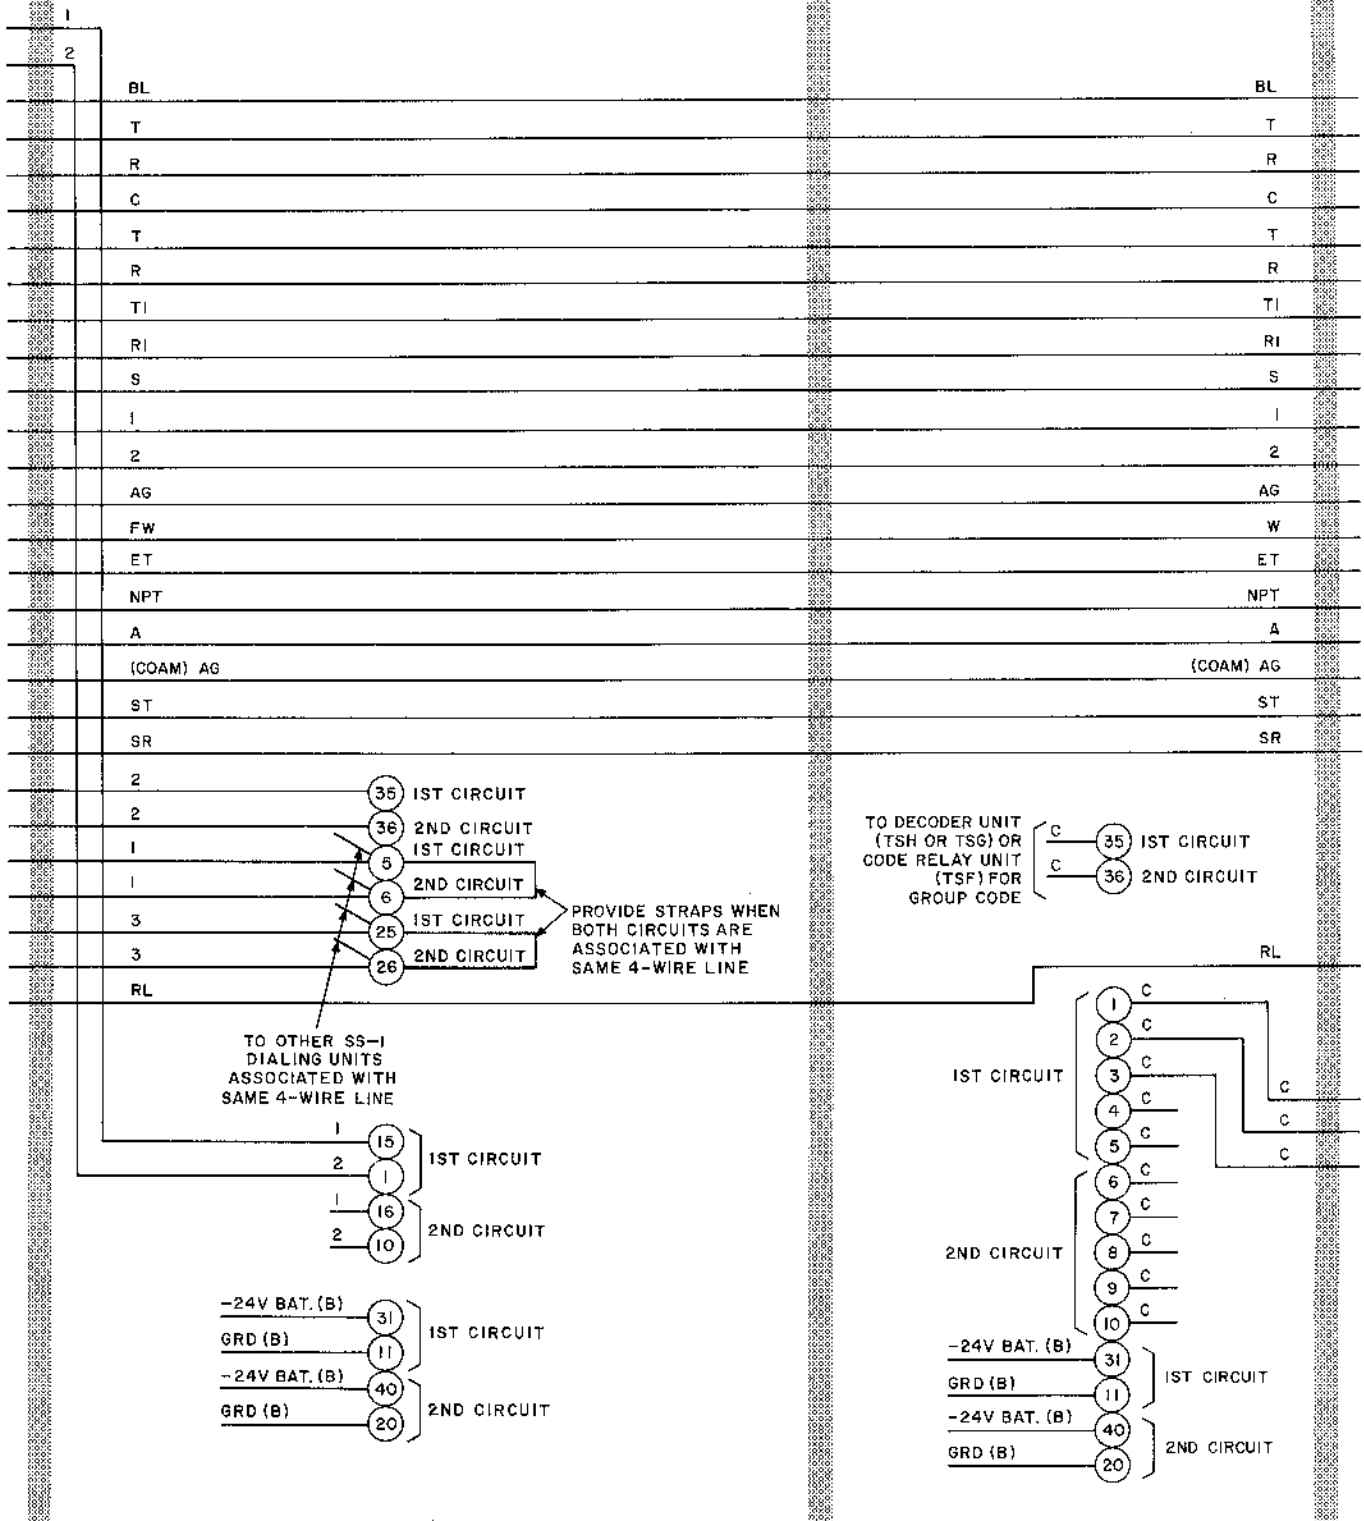 1
2
BL BL
T T
R R
C C
T T
R R
T1 T1
R1 R1
S S
1 1
2 2
AG AG
FW W
ET ET
NPT NPT
A A
(COAM) AG (COAM) AG
ST ST
SR SR
2 35 1ST CIRCUIT
2 36 2ND CIRCUIT
1 5 1ST CIRCUIT
1 6 2ND CIRCUIT
3 25 1ST CIRCUIT
3 26 2ND CIRCUIT
PROVIDE STRAPS WHEN
BOTH CIRCUITS ARE
ASSOCIATED WITH
SAME 4-WIRE LINE
RL
TO OTHER SS-1
DIALING UNITS
ASSOCIATED WITH
SAME 4-WIRE LINE
1 15
2 1
1ST CIRCUIT
1 16
2 10
2ND CIRCUIT
-24V BAT. (B) 31
GRD (B) 11
1ST CIRCUIT
-24V BAT. (B) 40
GRD (B) 20
2ND CIRCUIT
TO DECODER UNIT
(TSH OR TSG) OR
CODE RELAY UNIT
(TSF) FOR
GROUP CODE
C 35 1ST CIRCUIT
C 36 2ND CIRCUIT
RL
1 C
2 C
3 C
4 C
5 C
1ST CIRCUIT
C
C
C
6 C
7 C
8 C
9 C
10 C
2ND CIRCUIT
-24V BAT. (B) 31
GRD (B) 11
1ST CIRCUIT
-24V BAT. (B) 40
GRD (B) 20
2ND CIRCUIT